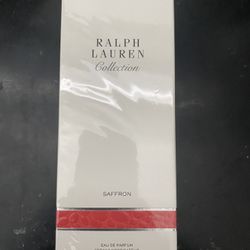 RALPH
LAUREN
Collection
SAFFRON
EAU DE PARFUM